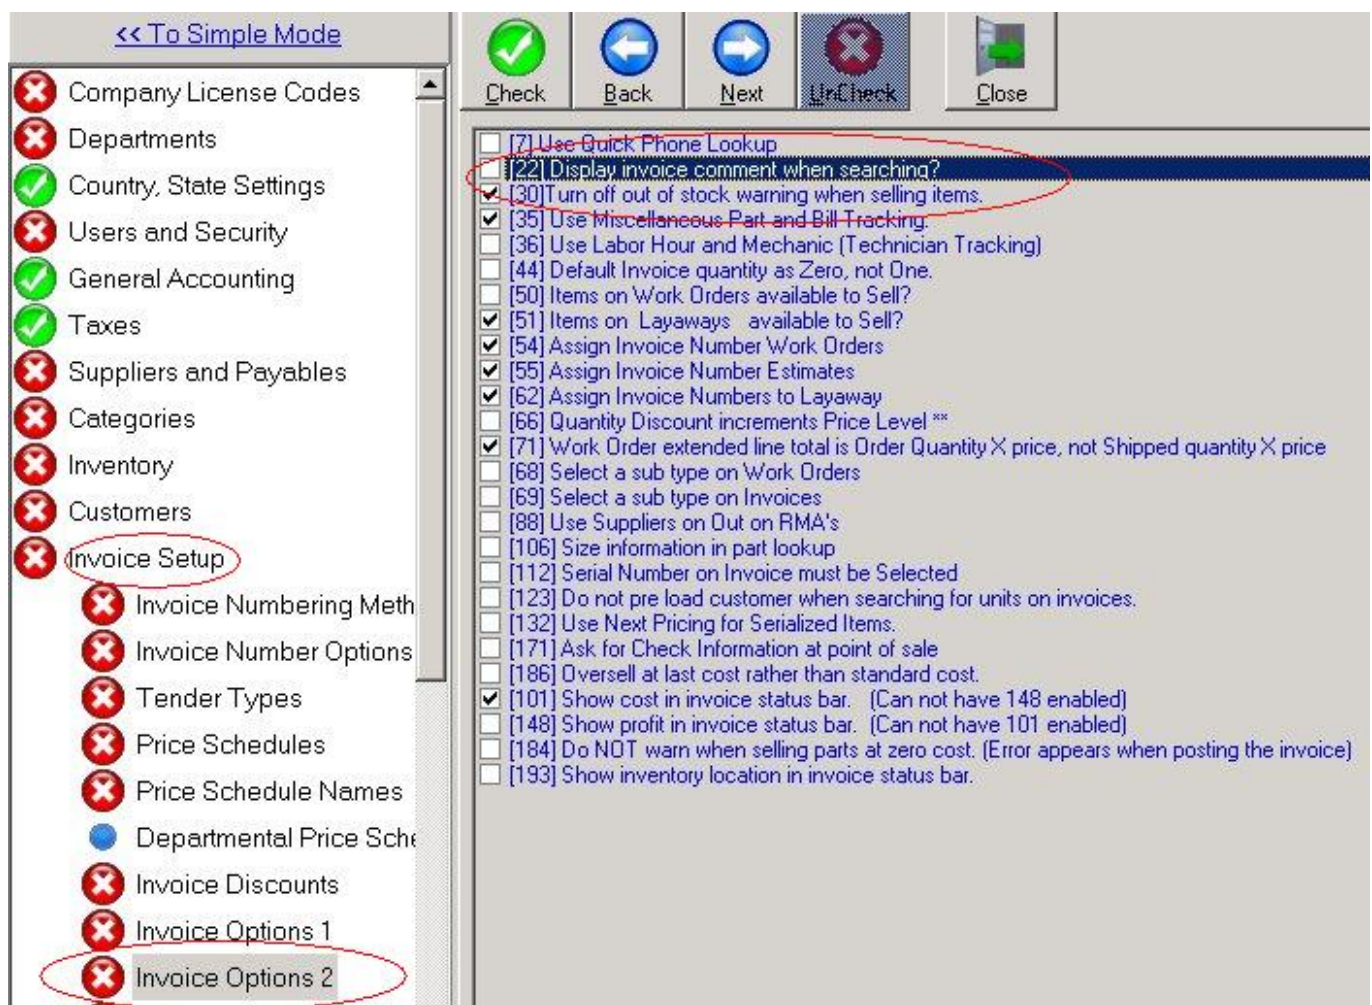 << To Simple Mode
Company License Codes
Departments
Country, State Settings
Users and Security
General Accounting
Taxes
Suppliers and Payables
Categories
Inventory
Customers
Invoice Setup
Invoice Numbering Meth
Invoice Number Options
Tender Types
Price Schedules
Price Schedule Names
Departmental Price Sche
Invoice Discounts
Invoice Options 1
Invoice Options 2
Check Back Next UnCheck Close
[7] Use Quick Phone Lookup
[22] Display invoice comment when searching?
[30]Turn off out of stock warning when selling items.
[35] Use Miscellaneous Part and Bill Tracking.
[36] Use Labor Hour and Mechanic (Technician Tracking)
[44] Default Invoice quantity as Zero, not One.
[50] Items on Work Orders available to Sell?
[51] Items on Layaways available to Sell?
[54] Assign Invoice Number Work Orders
[55] Assign Invoice Number Estimates
[62] Assign Invoice Numbers to Layaway
[66] Quantity Discount increments Price Level **
[71] Work Order extended line total is Order Quantity X price, not Shipped quantity X price
[68] Select a sub type on Work Orders
[69] Select a sub type on Invoices
[88] Use Suppliers on Out on RMA's
[106] Size information in part lookup
[112] Serial Number on Invoice must be Selected
[123] Do not pre load customer when searching for units on invoices.
[132] Use Next Pricing for Serialized Items.
[171] Ask for Check Information at point of sale
[186] Oversell at last cost rather than standard cost.
[101] Show cost in invoice status bar. (Can not have 148 enabled)
[148] Show profit in invoice status bar. (Can not have 101 enabled)
[184] Do NOT warn when selling parts at zero cost. (Error appears when posting the invoice)
[193] Show inventory location in invoice status bar.